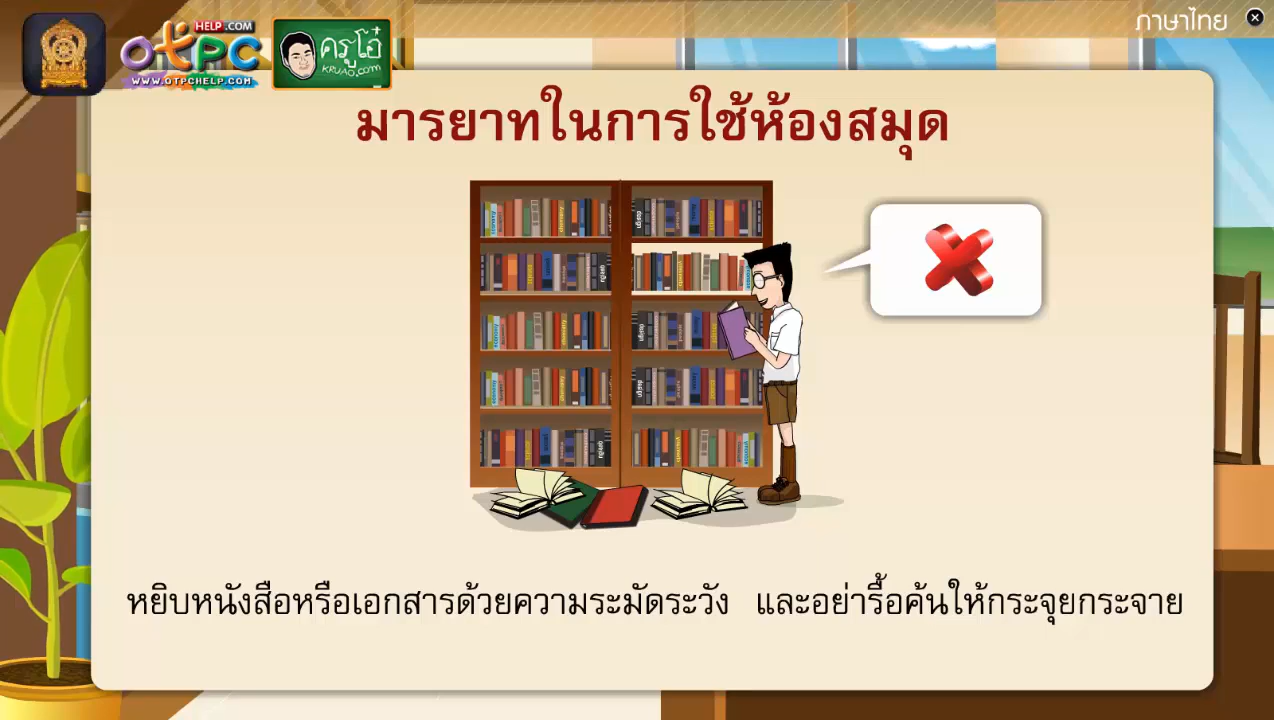 ภาษาไทย
HELP.COM
OTPC
WWW.OTPCHELP.COM
ครูโอ๋
KRUAO.COM
มารยาทในการใช้ห้องสมุด
หยิบหนังสือหรือเอกสารด้วยความระมัดระวัง และอย่ารื้อค้นให้กระจุยกระจาย